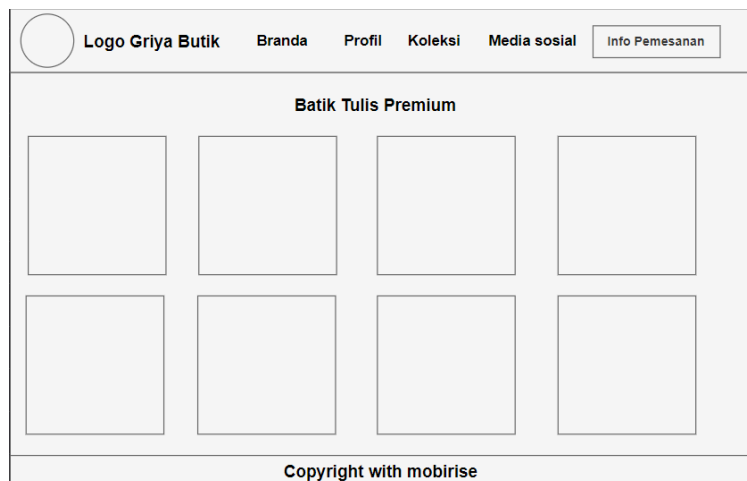 Logo Griya Butik Branda Profil Koleksi Media sosial Info Pemesanan
Batik Tulis Premium
Copyright with mobirise